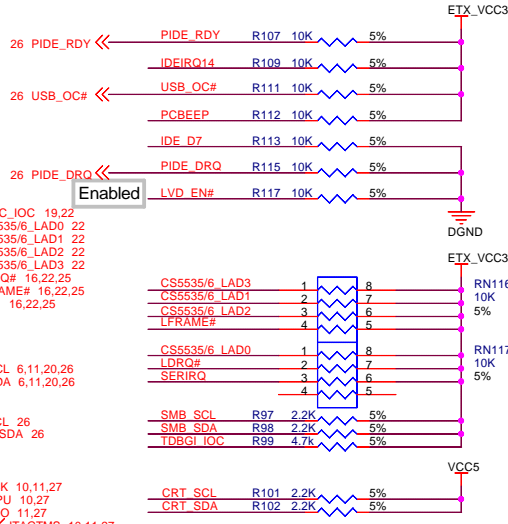 ETX_VCC3
26 PIDE_RDY PIDE_RDY R107 10K 5%
IDEIRQ14 R109 10K 5%
26 USB_OC# USB_OC# R111 10K 5%
PCBEEP R112 10K 5%
IDE_D7 R113 10K 5%
26 PIDE_DRQ PIDE_DRQ R115 10K 5%
Enabled LVD_EN# R117 10K 5%
C_IOC 19,22
535/6_LAD0 22
535/6_LAD1 22
535/6_LAD2 22
535/6_LAD3 22
Q# 16,22,25
AME# 16,22,25
16,22,25
DGND
ETX_VCC3
CS5535/6_LAD3 1 8 RN116
CS5535/6_LAD1 2 7 10K
CS5535/6_LAD2 3 6 5%
LFRAME# 4 5
CS5535/6_LAD0 1 8 RN117
LDRQ# 2 7 10K
SERIRQ 3 6 5%
4 5
CL 6,11,20,26
DA 6,11,20,26
SMB_SCL R97 2.2K 5%
SMB_SDA R98 2.2K 5%
TDBGI_IOC R99 4.7k 5%
CL 26
SDA 26
VCC5
K 10,11,27
PU 10,27
O 11,27
CRT_SCL R101 2.2K 5%
CRT_SDA R102 2.2K 5%